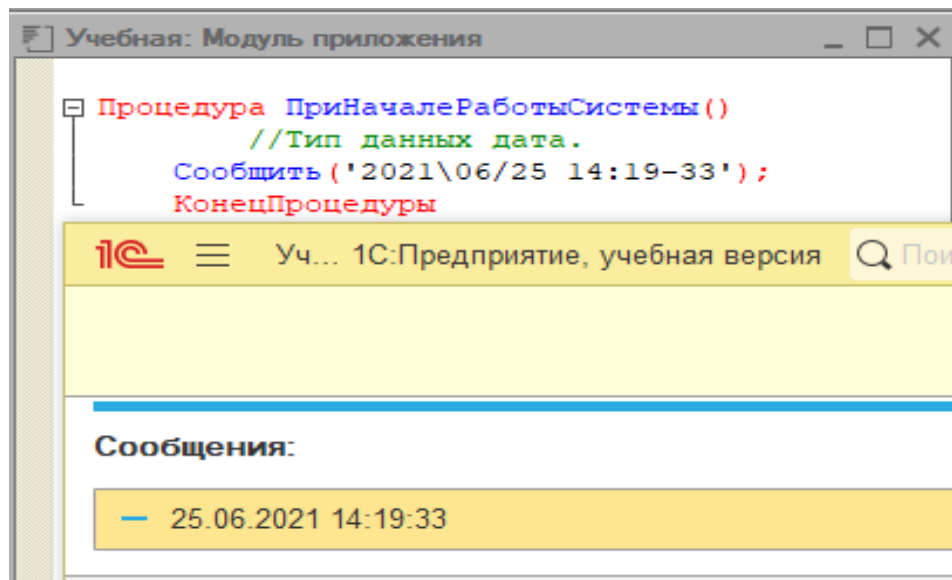 Учебная: Модуль приложения
Процедура ПриНачалеРаботыСистемы()
//Тип данных дата.
Сообщить('2021\06/25 14:19-33');
КонецПроцедуры
1С Уч... 1С:Предприятие, учебная версия Пои
Сообщения:
25.06.2021 14:19:33